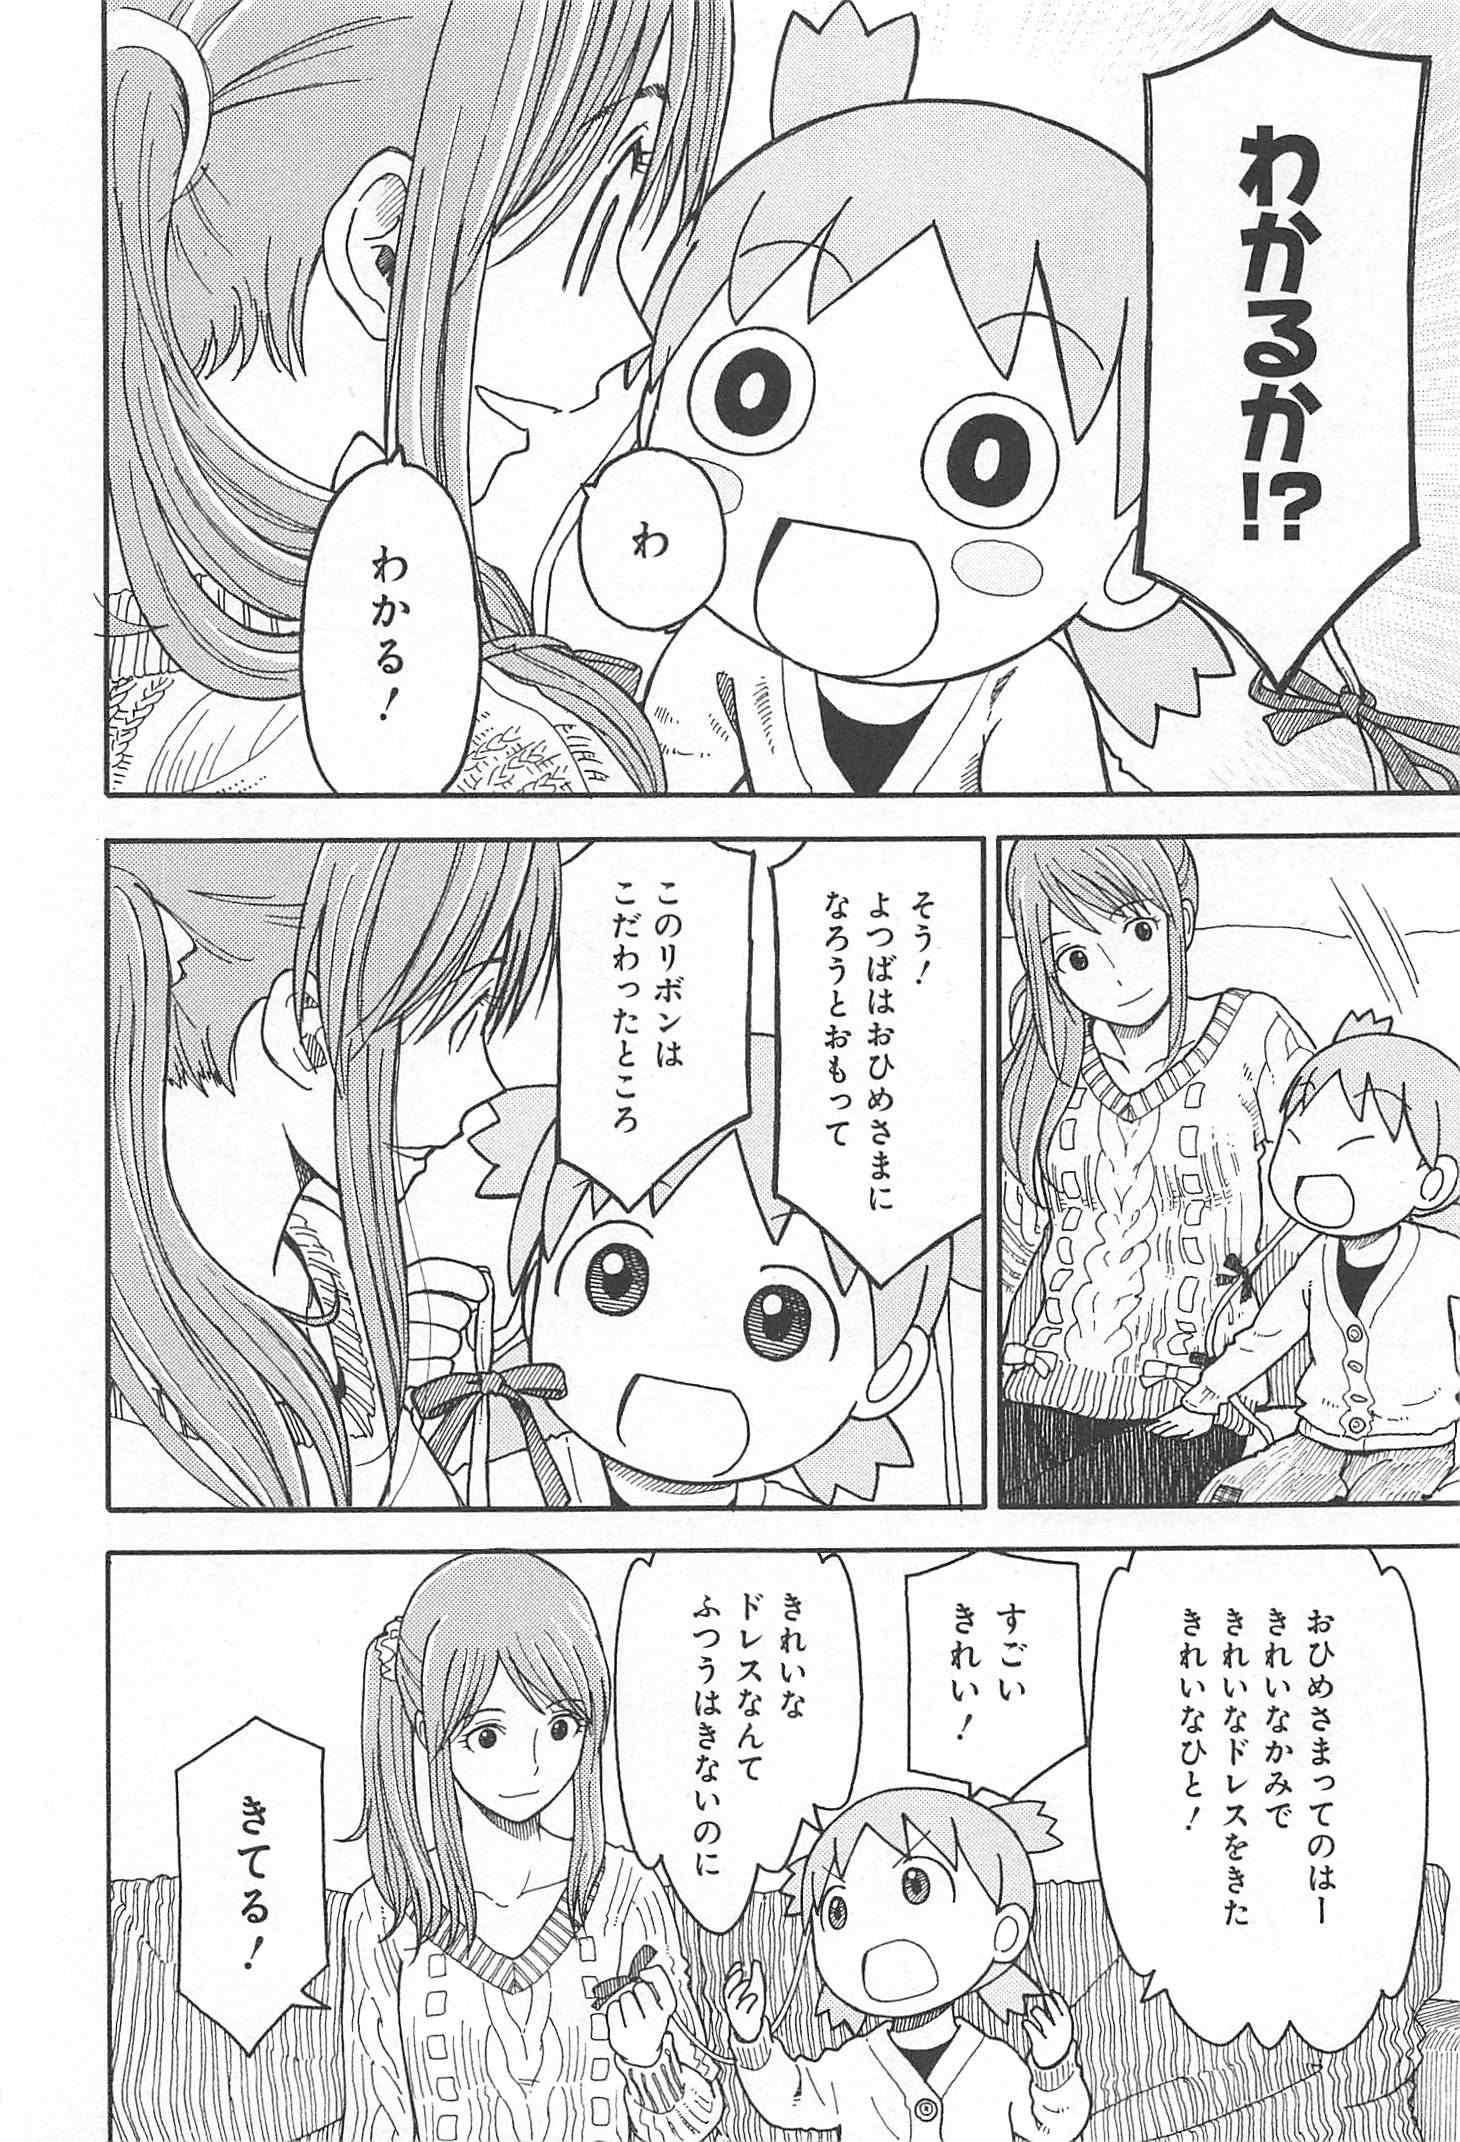 わかるか!?
わ
わかる!
そう!
よつばはおひめさまに
なろうとおもって
このリボンは
こだわったところ
おひめさまってのはー
きれいなかみで
きれいなドレスをきた
きれいなひと!
すごい
きれい!
きれいな
ドレスなんて
ふつうはきないのに
きてる!